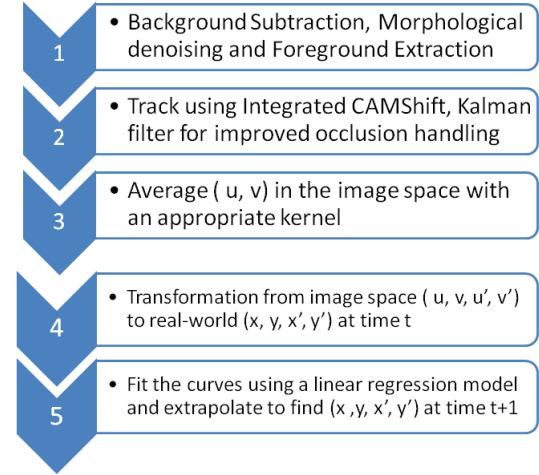 1
• Background Subtraction, Morphological
denoising and Foreground Extraction
2
• Track using Integrated CAMShift, Kalman
filter for improved occlusion handling
3
• Average ( u, v) in the image space with
an appropriate kernel
4
• Transformation from image space ( u, v, u’, v’)
to real-world (x, y, x’, y’) at time t
5
• Fit the curves using a linear regression model
and extrapolate to find (x ,y, x’, y’) at time t+1